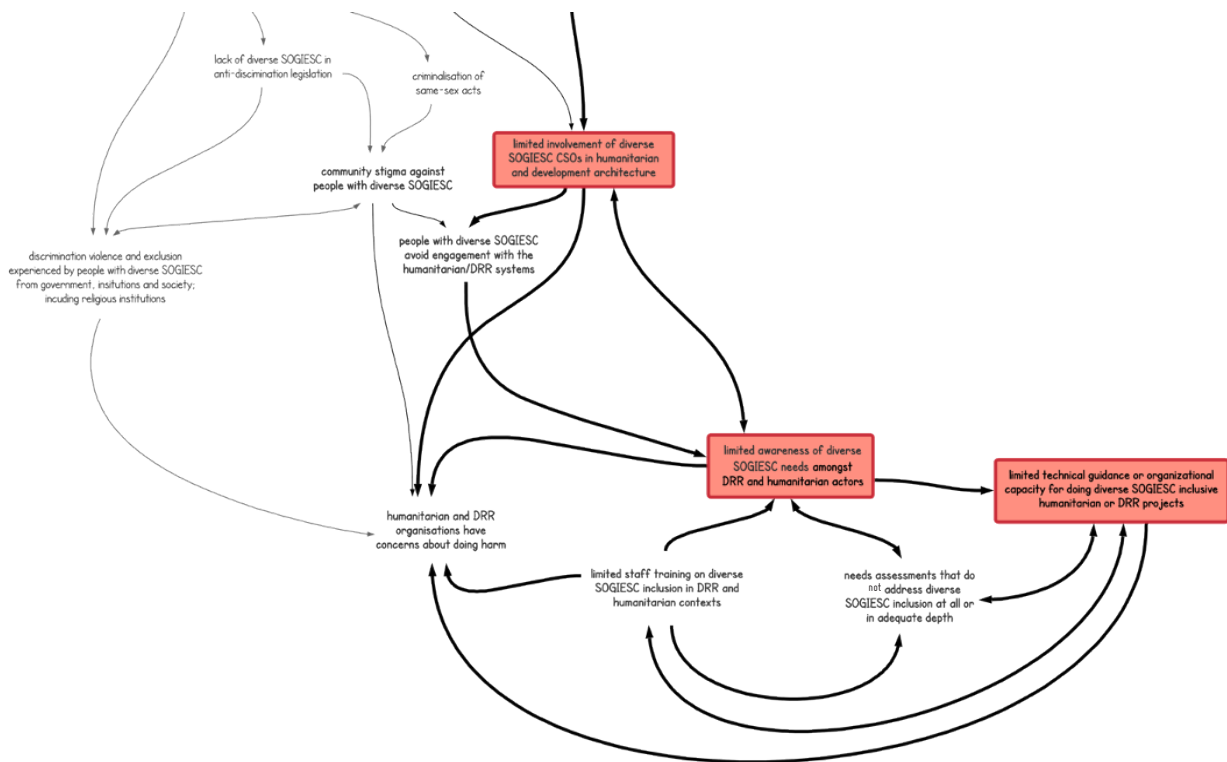 lack of diverse SOGIESC in
anti-discimination legislation
criminalisation of
same-sex acts
limited involvement of diverse
SOGIESC CSOs in humanitarian
and development architecture
community stigma against
people with diverse SOGIESC
people with diverse SOGIESC
avoid engagement with the
humanitarian/DRR systems
discrimination violence and exclusion
experienced by people with diverse SOGIESC
from government, insitutions and society;
incuding religious institutions
limited awareness of diverse
SOGIESC needs amongst
DRR and humanitarian actors
limited technical guidance or organizational
capacity for doing diverse SOGIESC inclusive
humanitarian or DRR projects
humanitarian and DRR
organisations have
concerns about doing harm
limited staff training on diverse
SOGIESC inclusion in DRR and
humanitarian contexts
needs assessments that do
not address diverse
SOGIESC inclusion at all or
in adequate depth